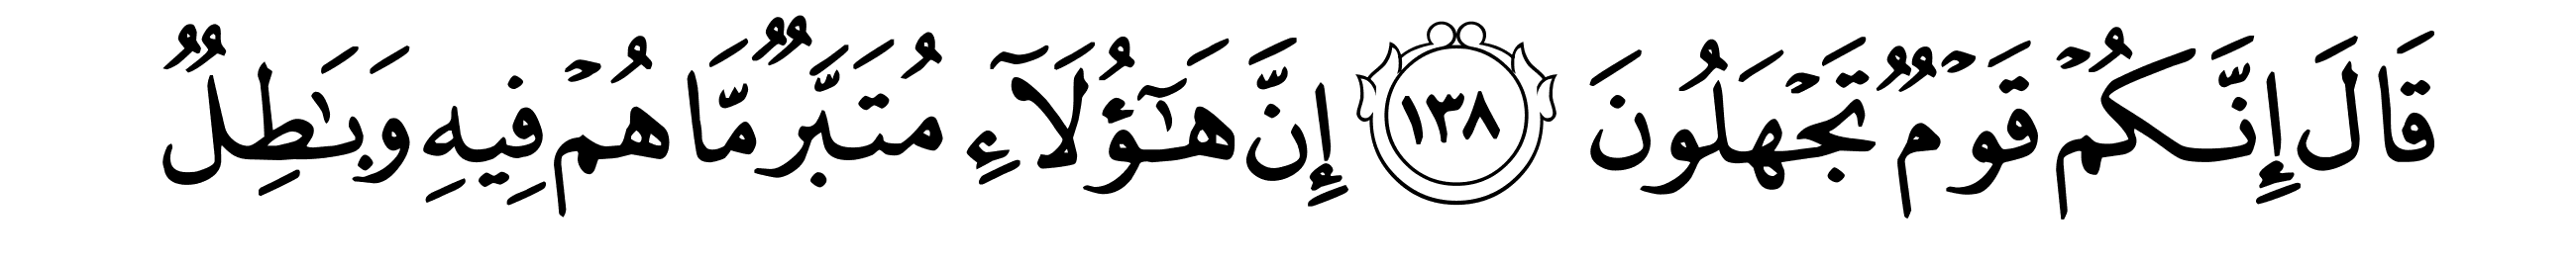 قَالَ إِنَّكُمْ قَوْمٌ تَجْهَلُونَ ١٣٨ إِنَّ هَـٰٓؤُلَآءِ مُتَبَّرٌ مَّا هُمْ فِيهِ وَبَـٰطِلٌ